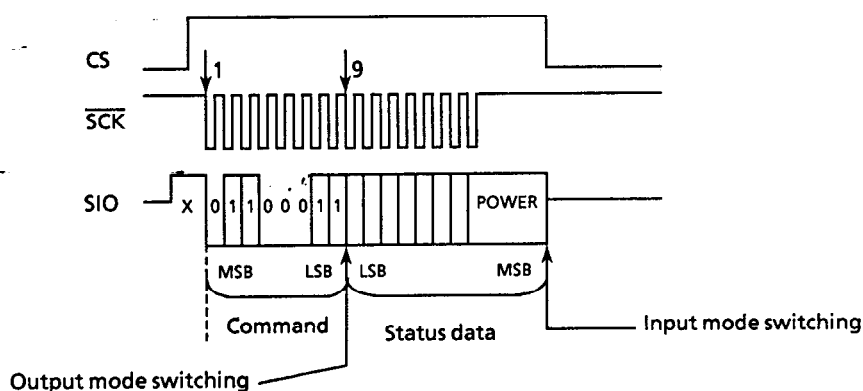 CS
1
9
SCK
SIO
X 0 1 1 0 0 0 1 1 POWER
MSB LSB LSB MSB
Command
Status data
Input mode switching
Output mode switching